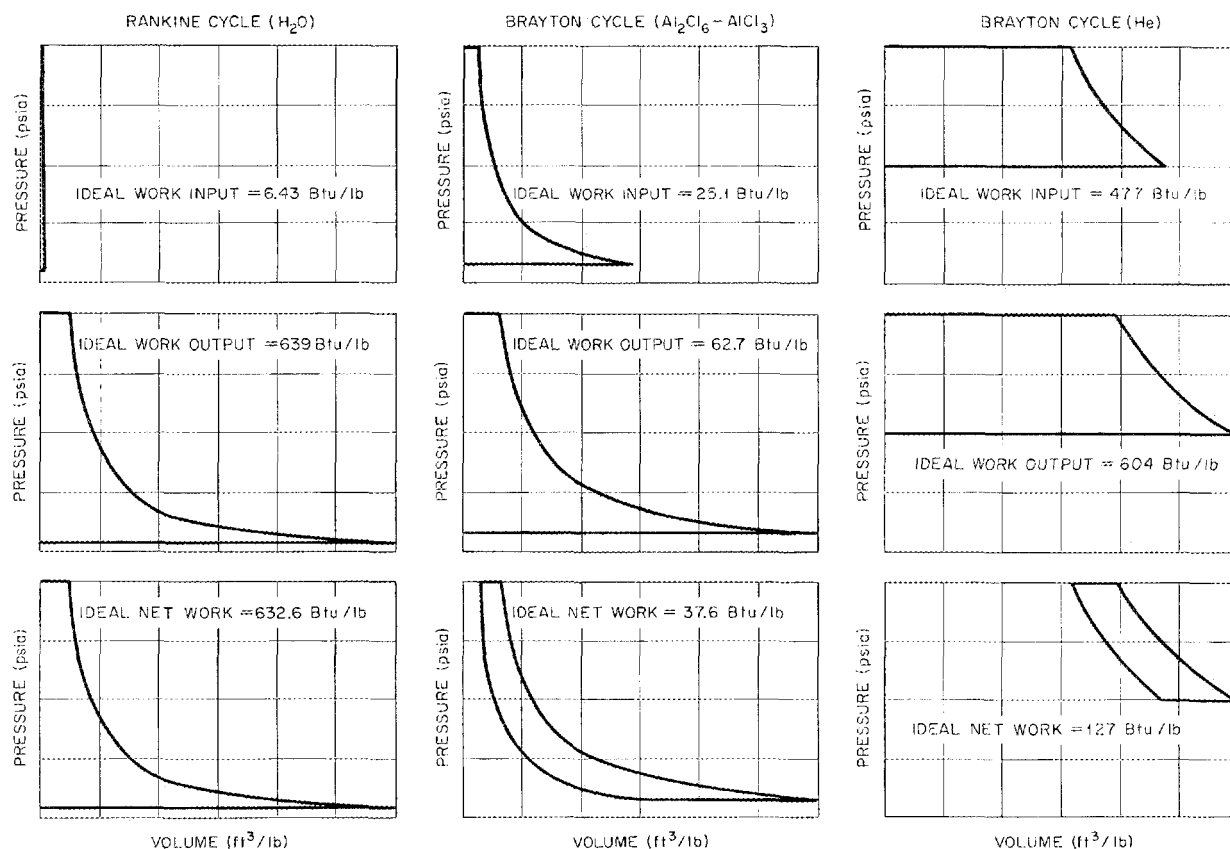 RANKINE CYCLE (H₂O)
BRAYTON CYCLE (Al₂Cl₆ – AlCl₃)
BRAYTON CYCLE (He)
PRESSURE (psia)
IDEAL WORK INPUT = 6.43 Btu/lb
PRESSURE (psia)
IDEAL WORK INPUT = 25.1 Btu/lb
PRESSURE (psia)
IDEAL WORK INPUT = 477 Btu/lb
PRESSURE (psia)
IDEAL WORK OUTPUT = 639 Btu/lb
PRESSURE (psia)
IDEAL WORK OUTPUT = 62.7 Btu/lb
PRESSURE (psia)
IDEAL WORK OUTPUT = 604 Btu/lb
PRESSURE (psia)
IDEAL NET WORK = 632.6 Btu/lb
PRESSURE (psia)
IDEAL NET WORK = 37.6 Btu/lb
PRESSURE (psia)
IDEAL NET WORK = 127 Btu/lb
VOLUME (ft³/lb)
VOLUME (ft³/lb)
VOLUME (ft³/lb)